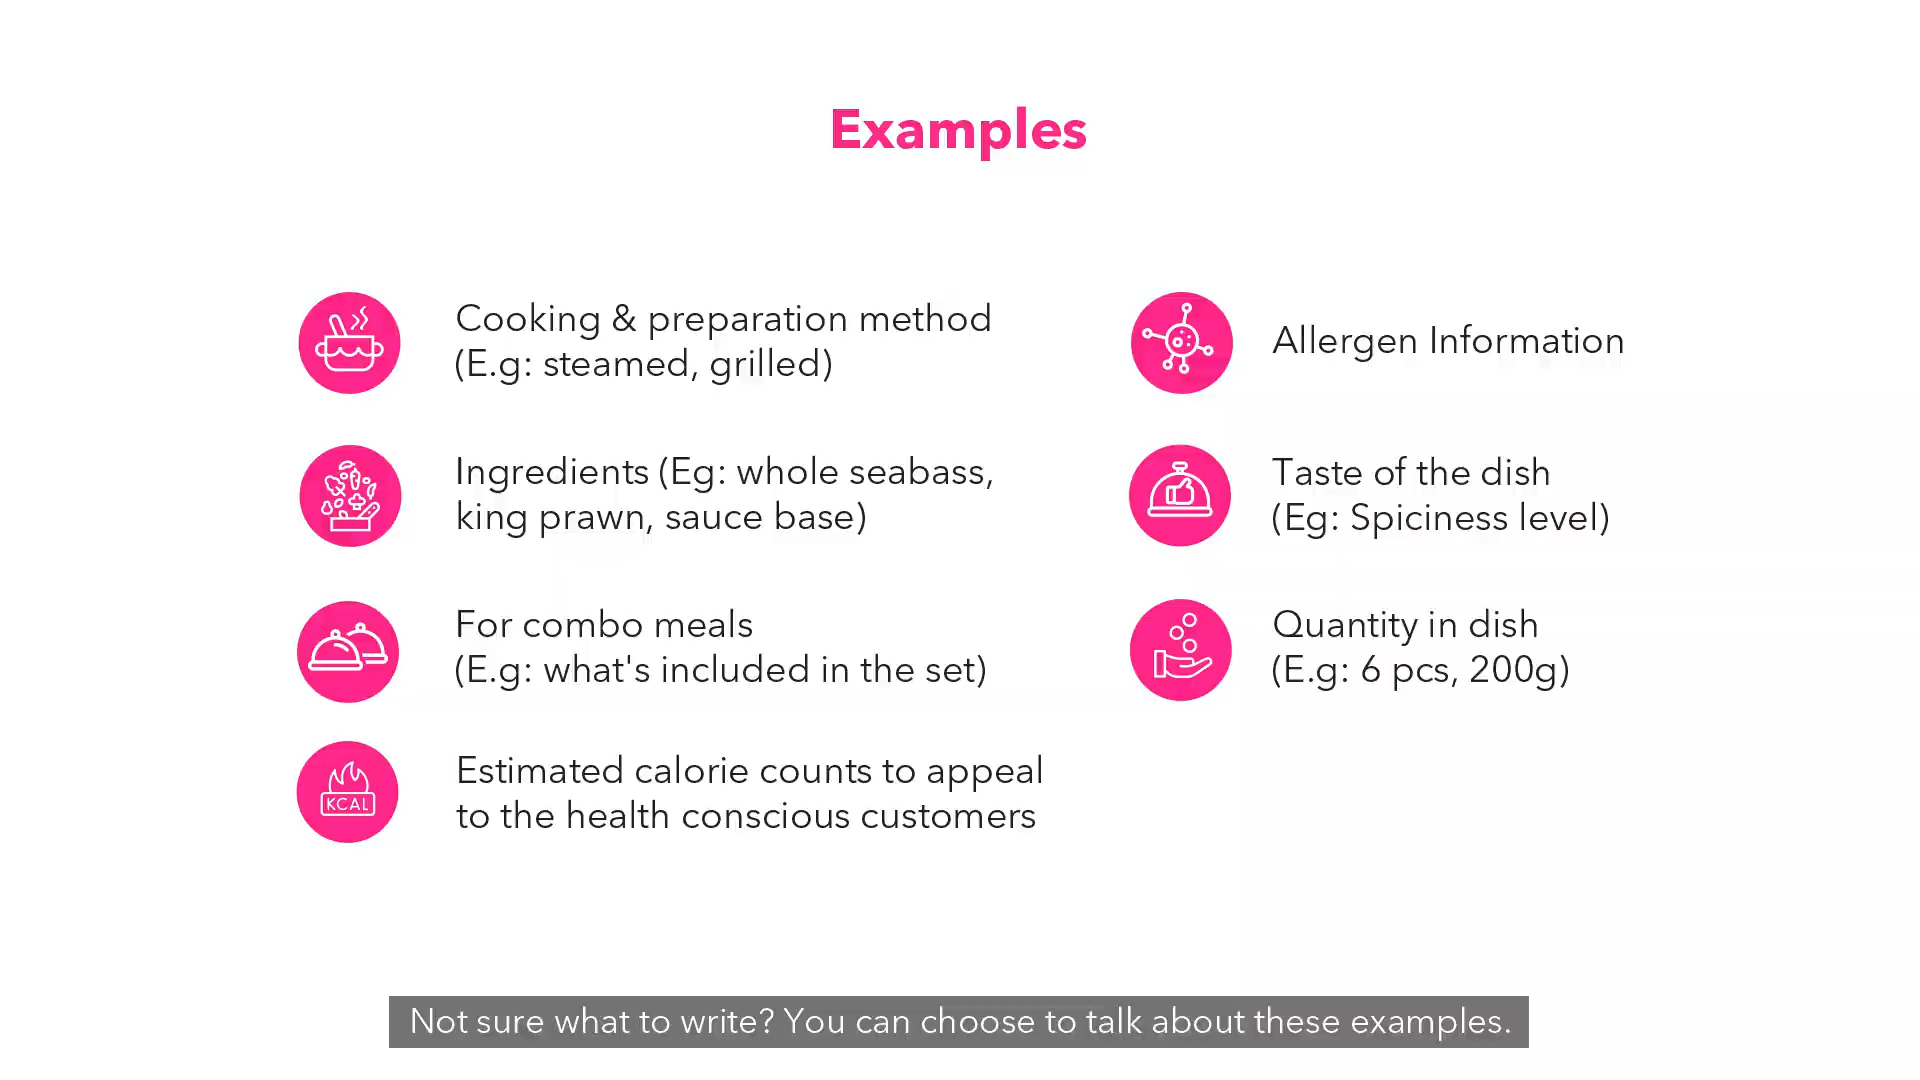 Examples
Cooking & preparation method
(E.g: steamed, grilled)
Ingredients (Eg: whole seabass,
king prawn, sauce base)
For combo meals
(E.g: what's included in the set)
KCAL
Estimated calorie counts to appeal
to the health conscious customers
Allergen Information
Taste of the dish
(Eg: Spiciness level)
Quantity in dish
(E.g: 6 pcs, 200g)
Not sure what to write? You can choose to talk about these examples.